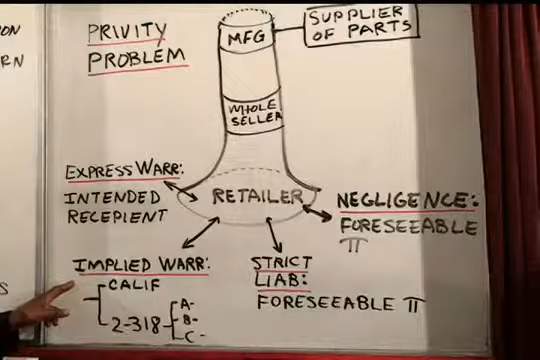 PRIVITY
PROBLEM
MFG
SUPPLIER
OF PARTS
WHOLE
SELLER
RETAILER
EXPRESS WARR:
INTENDED
RECEPIENT
NEGLIGENCE:
FORESEEABLE
π
IMPLIED WARR:
CALIF
2-318
A-
B-
C-
STRICT
LIAB:
FORESEEABLE π